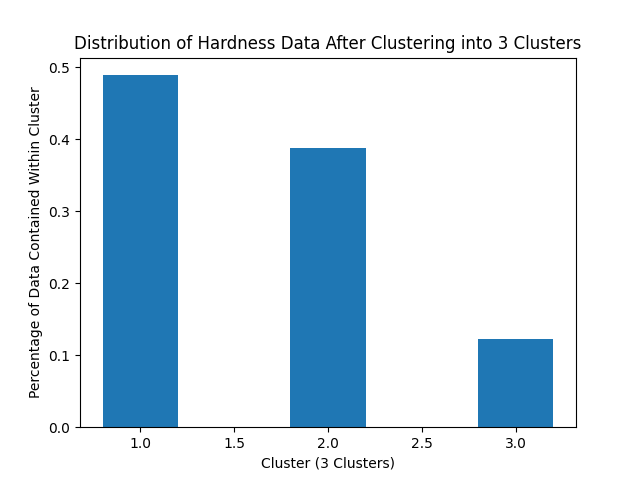 Distribution of Hardness Data After Clustering into 3 Clusters
Percentage of Data Contained Within Cluster
0.5
0.4
0.3
0.2
0.1
0.0
1.0 1.5 2.0 2.5 3.0
Cluster (3 Clusters)